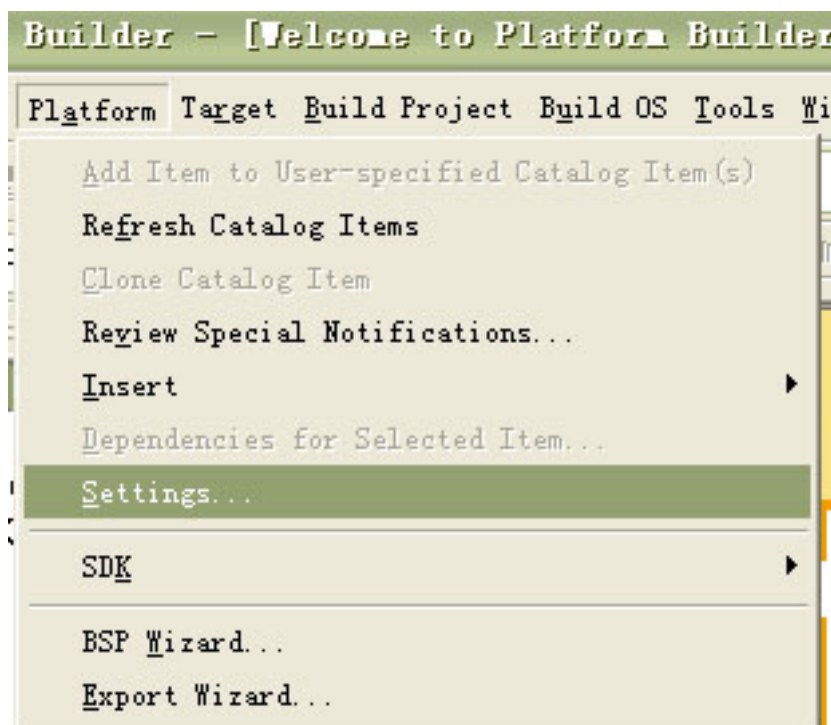 Builder - [Welcome to Platform Builder
Platform Target Build Project Build OS Tools Wi
Add Item to User-specified Catalog Item(s)
Refresh Catalog Items
Clone Catalog Item
Review Special Notifications...
Insert
Dependencies for Selected Item...
Settings...
SDK
BSP Wizard...
Export Wizard...